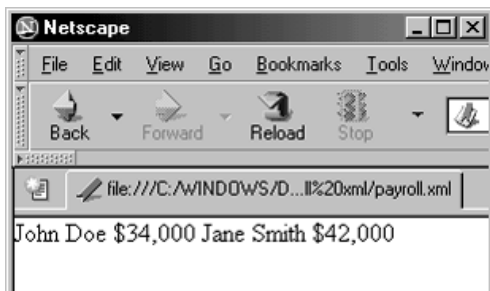 Netscape
File Edit View Go Bookmarks Tools Window
Back Forward Reload Stop
file:///C:/WINDOWS/D...ll%20xml/payroll.xml
John Doe $34,000 Jane Smith $42,000